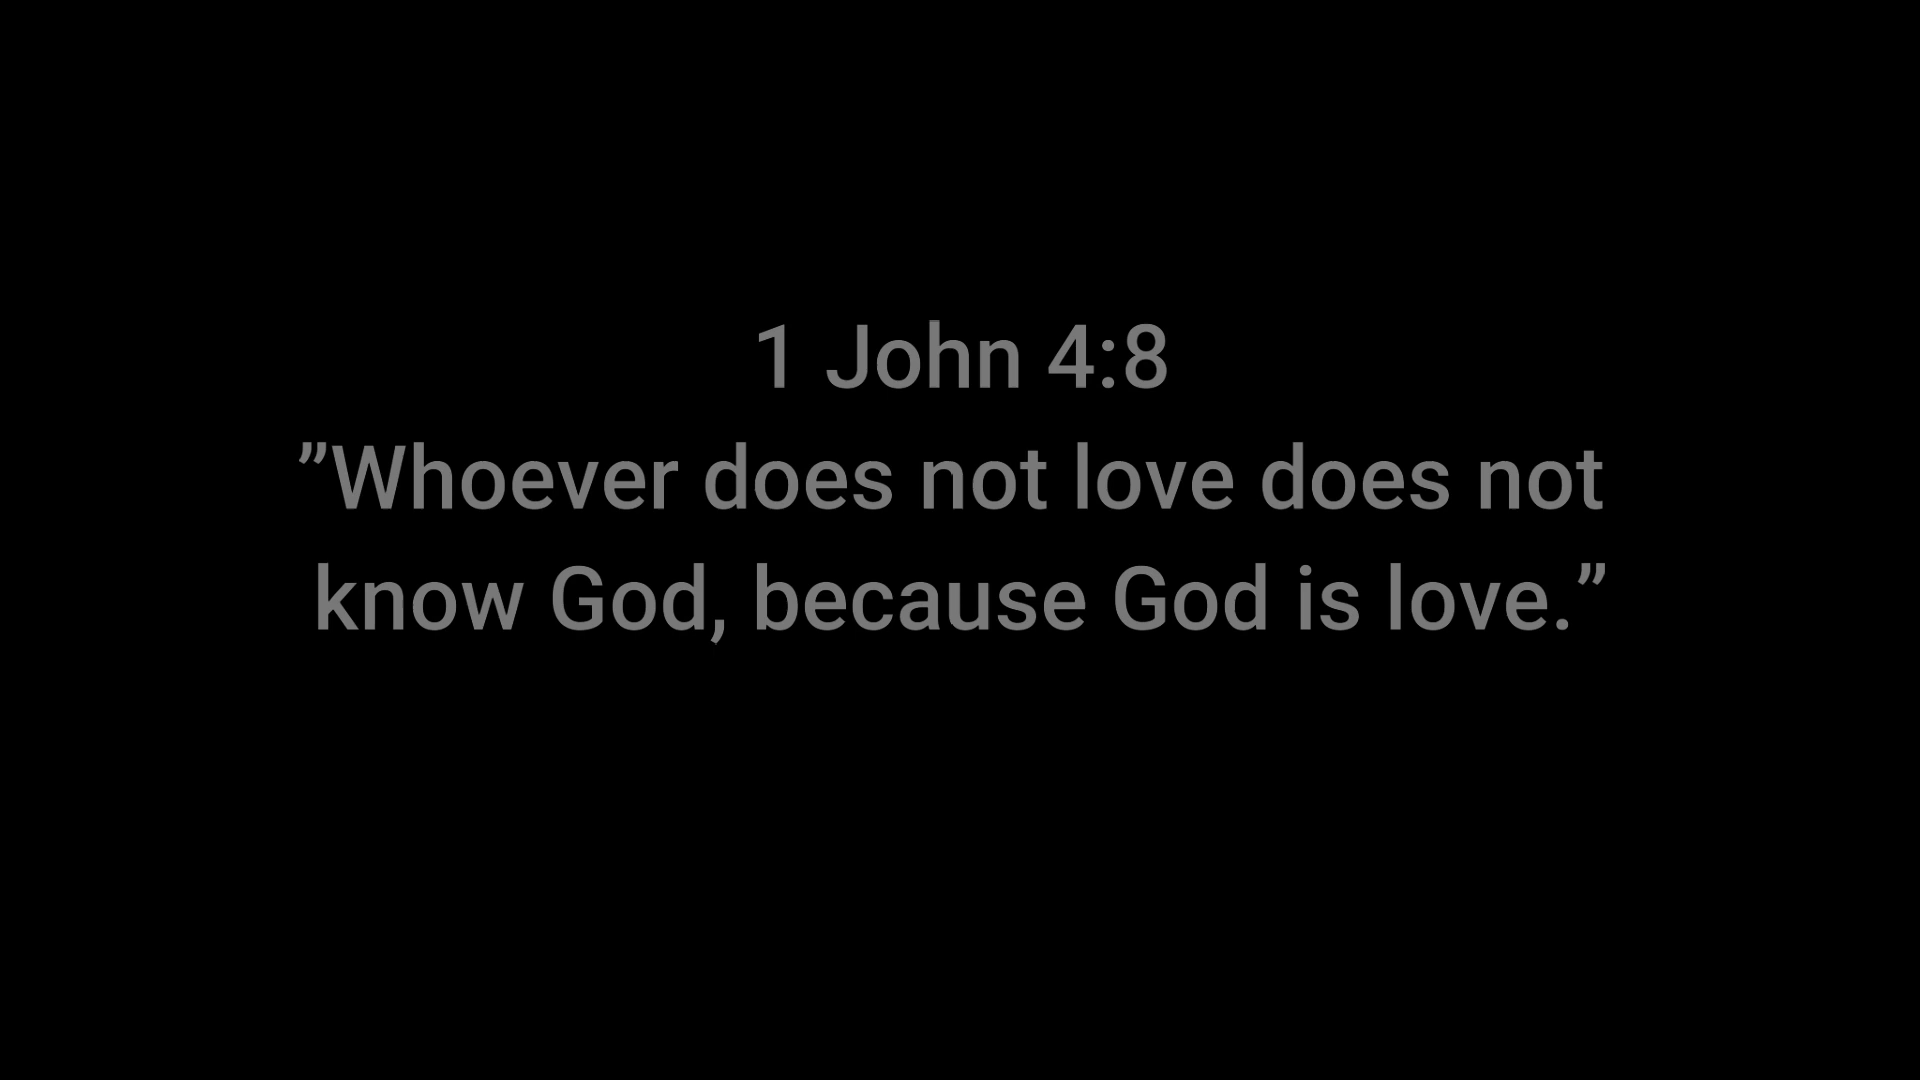 1 John 4:8
”Whoever does not love does not
know God, because God is love.”